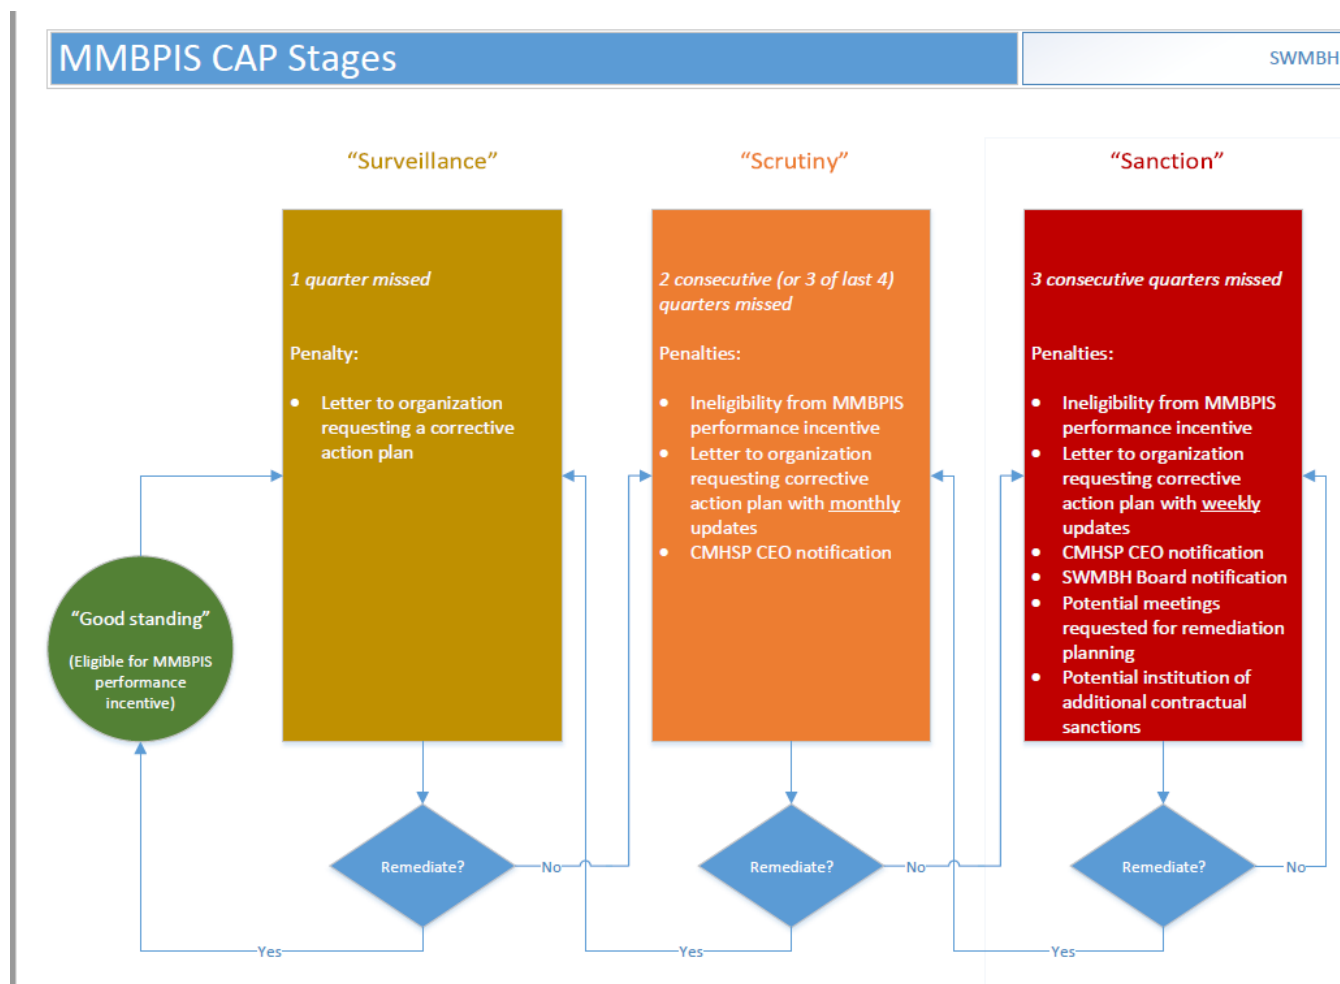 MMBPIS CAP Stages
SWMBH
“Surveillance”
“Scrutiny”
“Sanction”
1 quarter missed
Penalty:
• Letter to organization
requesting a corrective
action plan
2 consecutive (or 3 of last 4)
quarters missed
Penalties:
• Ineligibility from MMBPIS
performance incentive
• Letter to organization
requesting corrective
action plan with monthly
updates
• CMHSP CEO notification
3 consecutive quarters missed
Penalties:
• Ineligibility from MMBPIS
performance incentive
• Letter to organization
requesting corrective
action plan with weekly
updates
• CMHSP CEO notification
• SWMBH Board notification
• Potential meetings
requested for remediation
planning
• Potential institution of
additional contractual
sanctions
“Good standing”
(Eligible for MMBPIS
performance
incentive)
Remediate?
No
Remediate?
No
Remediate?
No
Yes
Yes
Yes